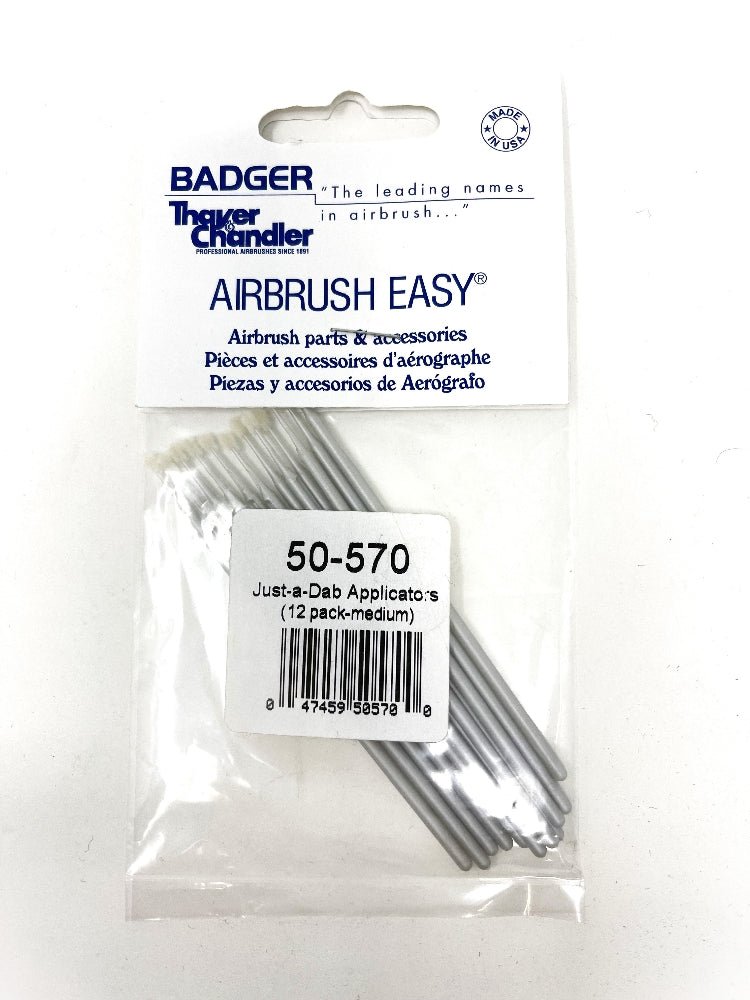 MADE IN USA
BADGER
"The leading names
in airbrush..."
Thayer
& Chandler
PROFESSIONAL AIRBRUSHES SINCE 1891
AIRBRUSH EASY®
Airbrush parts & accessories
Pièces et accessoires d'aérographe
Piezas y accesorios de Aerógrafo
50-570
Just-a-Dab Applicators
(12 pack-medium)
0 47459 50570 0